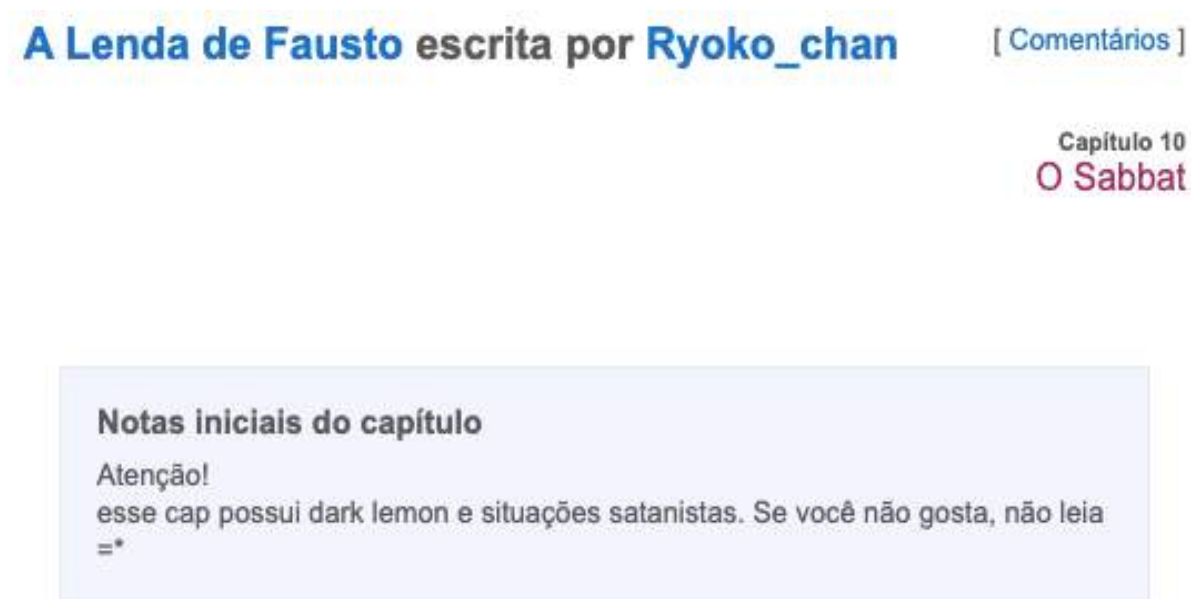 A Lenda de Fausto escrita por Ryoko_chan [ Comentários ]
Capítulo 10
O Sabbat
Notas iniciais do capítulo
Atenção!
esse cap possui dark lemon e situações satanistas. Se você não gosta, não leia
=*